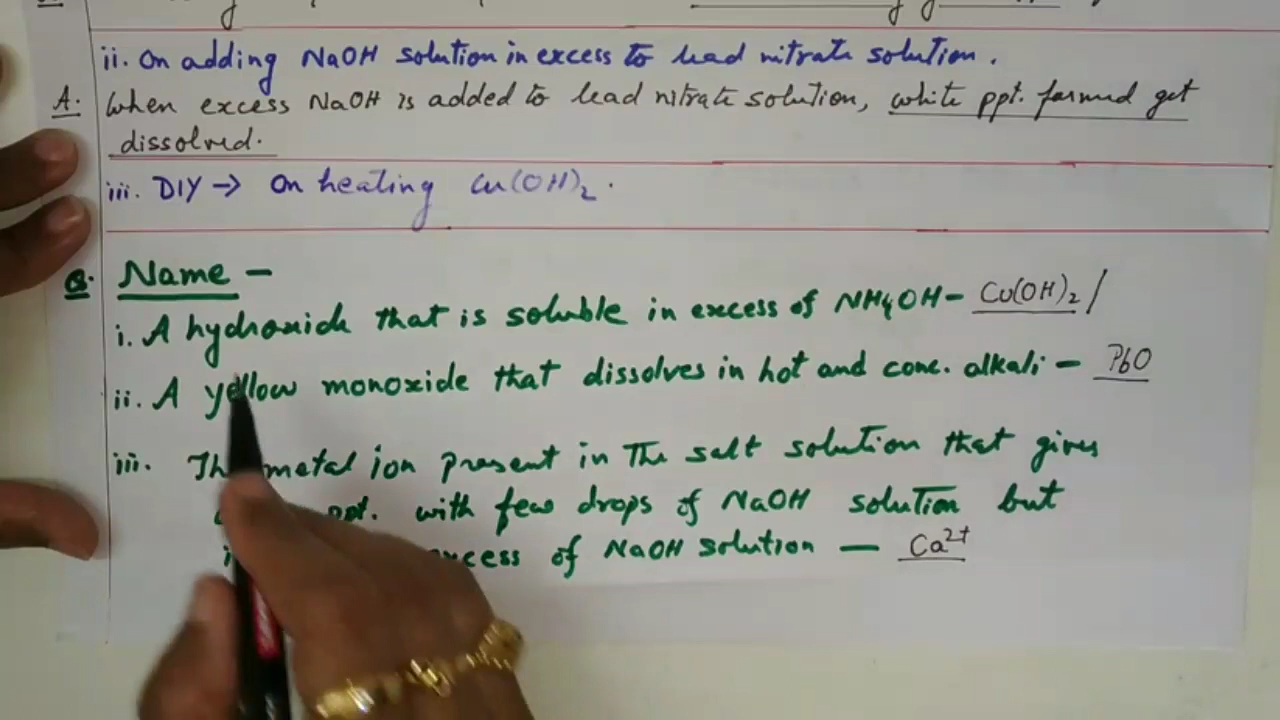 ii. On adding NaOH solution in excess to lead nitrate solution.
A. When excess NaOH is added to lead nitrate solution, white ppt. formed get
dissolved.
iii. DIY → On heating Cu(OH)₂.
Q. Name -
i. A hydroxide that is soluble in excess of NH4OH - Cu(OH)₂ /
ii. A yellow monoxide that dissolves in hot and conc. alkali - PbO
iii. metal ion present in the salt solution that gives
ppt. with few drops of NaOH solution but
excess of NaOH solution - Ca²⁺